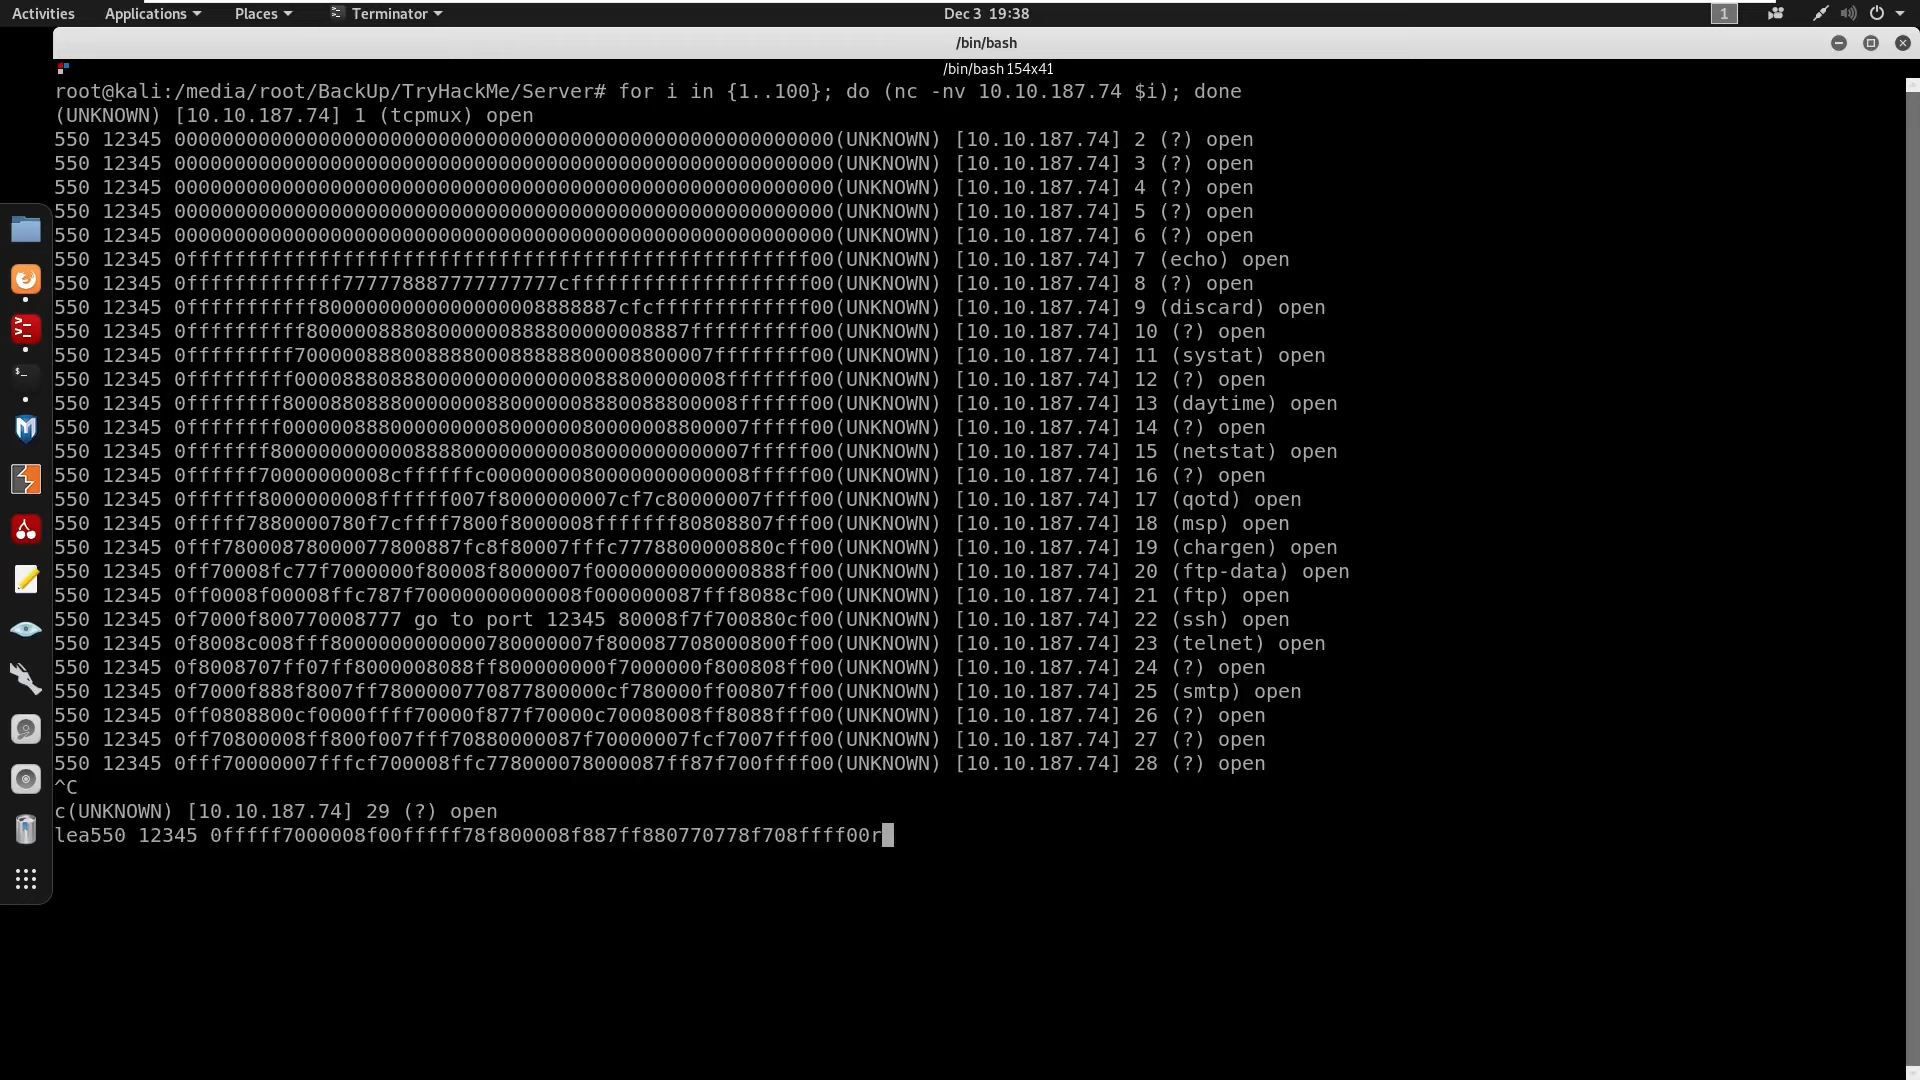 Activities Applications Places Terminator Dec 3 19:38 1
/bin/bash
/bin/bash 154x41
root@kali:/media/root/BackUp/TryHackMe/Server# for i in {1..100}; do (nc -nv 10.10.187.74 $i); done
(UNKNOWN) [10.10.187.74] 1 (tcpmux) open
550 12345 0000000000000000000000000000000000000000000000000000000(UNKNOWN) [10.10.187.74] 2 (?) open
550 12345 0000000000000000000000000000000000000000000000000000000(UNKNOWN) [10.10.187.74] 3 (?) open
550 12345 0000000000000000000000000000000000000000000000000000000(UNKNOWN) [10.10.187.74] 4 (?) open
550 12345 0000000000000000000000000000000000000000000000000000000(UNKNOWN) [10.10.187.74] 5 (?) open
550 12345 0000000000000000000000000000000000000000000000000000000(UNKNOWN) [10.10.187.74] 6 (?) open
550 12345 0ffffffffffffffffffffffffffffffffffffffffffffffffffff00(UNKNOWN) [10.10.187.74] 7 (echo) open
550 12345 0fffffffffffff777778887777777777cffffffffffffffffffff00(UNKNOWN) [10.10.187.74] 8 (?) open
550 12345 0fffffffffff8000000000000000008888887cfcfffffffffffff00(UNKNOWN) [10.10.187.74] 9 (discard) open
550 12345 0ffffffffff80000088808000000888800000008887ffffffffff00(UNKNOWN) [10.10.187.74] 10 (?) open
550 12345 0fffffffff70000088800888800088888800008800007ffffffff00(UNKNOWN) [10.10.187.74] 11 (systat) open
550 12345 0fffffffff0000888088800000000000000088800000008fffffff00(UNKNOWN) [10.10.187.74] 12 (?) open
550 12345 0ffffffff80008808880000000880000008880088800008ffffff00(UNKNOWN) [10.10.187.74] 13 (daytime) open
550 12345 0ffffffff000000888000000000800000080000008800007fffff00(UNKNOWN) [10.10.187.74] 14 (?) open
550 12345 0fffffff8000000000008888000000000080000000000007fffff00(UNKNOWN) [10.10.187.74] 15 (netstat) open
550 12345 0ffffff70000000008cffffffc0000000080000000000008fffff00(UNKNOWN) [10.10.187.74] 16 (?) open
550 12345 0ffffff8000000008ffffff007f8000000007cf7c80000007ffff00(UNKNOWN) [10.10.187.74] 17 (qotd) open
550 12345 0fffff7880000780f7cffff7800f8000008fffffff80808807fff00(UNKNOWN) [10.10.187.74] 18 (msp) open
550 12345 0fff78000878000077800887fc8f80007fffc7778800000880cff00(UNKNOWN) [10.10.187.74] 19 (chargen) open
550 12345 0ff70008fc77f7000000f80008f8000007f0000000000000888ff00(UNKNOWN) [10.10.187.74] 20 (ftp-data) open
550 12345 0ff0008f00008ffc787f70000000000008f000000087fff8088cf00(UNKNOWN) [10.10.187.74] 21 (ftp) open
550 12345 0f7000f800770008777 go to port 12345 80008f7f700880cf00(UNKNOWN) [10.10.187.74] 22 (ssh) open
550 12345 0f8008c008fff8000000000000780000007f800087708000800ff00(UNKNOWN) [10.10.187.74] 23 (telnet) open
550 12345 0f8008707ff07ff8000008088ff800000000f7000000f800808ff00(UNKNOWN) [10.10.187.74] 24 (?) open
550 12345 0f7000f888f8007ff7800000770877800000cf780000ff00807ff00(UNKNOWN) [10.10.187.74] 25 (smtp) open
550 12345 0ff0808800cf0000ffff70000f877f70000c70008008ff8088fff00(UNKNOWN) [10.10.187.74] 26 (?) open
550 12345 0ff70800008ff800f007fff70880000087f70000007fcf7007fff00(UNKNOWN) [10.10.187.74] 27 (?) open
550 12345 0fff70000007fffcf700008ffc778000078000087ff87f700ffff00(UNKNOWN) [10.10.187.74] 28 (?) open
^C
c(UNKNOWN) [10.10.187.74] 29 (?) open
lea550 12345 0fffff7000008f00fffff78f800008f887ff880770778f708ffff00r